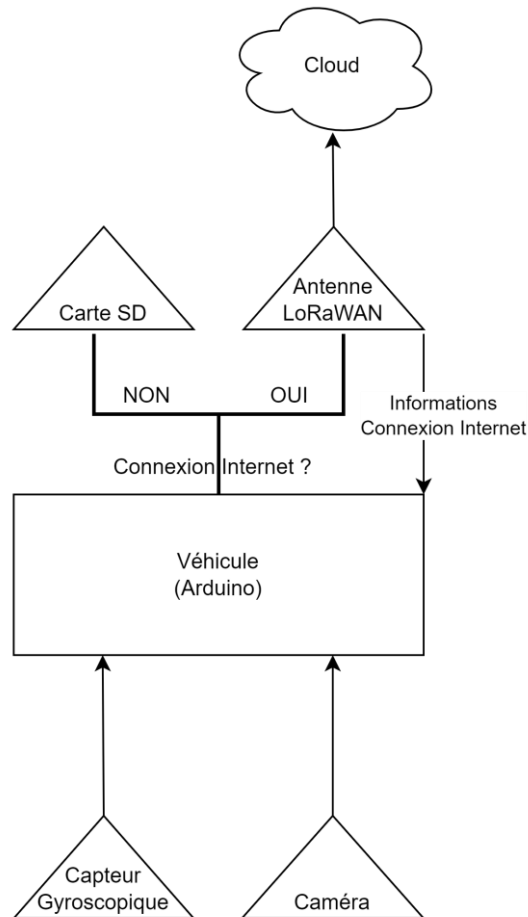 Cloud
Carte SD
Antenne
LoRaWAN
NON
OUI
Informations
Connexion Internet
Connexion Internet ?
Véhicule
(Arduino)
Capteur
Gyroscopique
Caméra